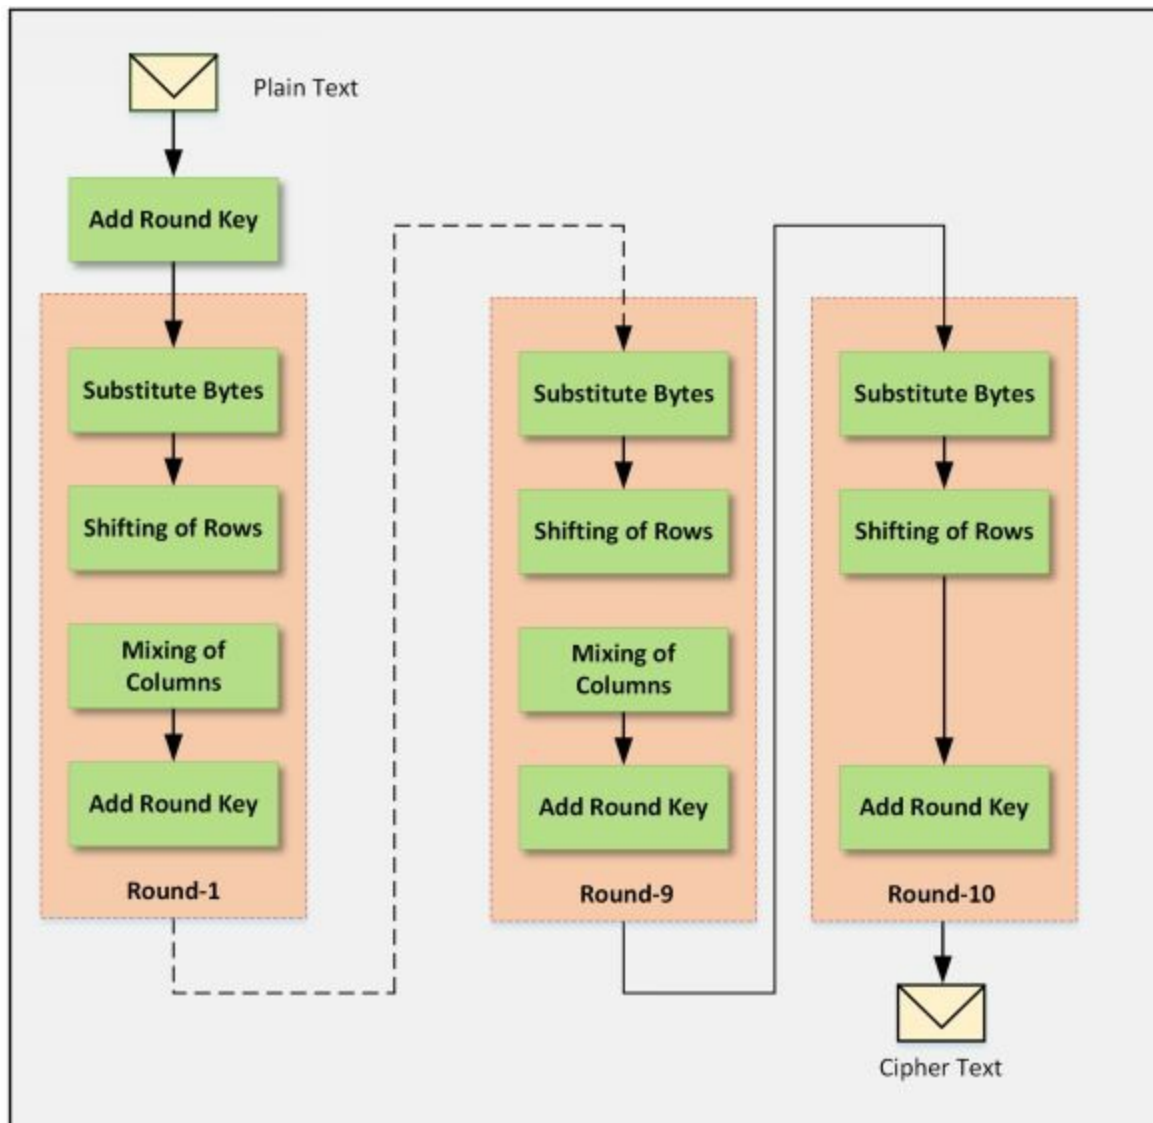 Plain Text
Add Round Key
Substitute Bytes
Shifting of Rows
Mixing of
Columns
Add Round Key
Round-1
Substitute Bytes
Shifting of Rows
Mixing of
Columns
Add Round Key
Round-9
Substitute Bytes
Shifting of Rows
Add Round Key
Round-10
Cipher Text